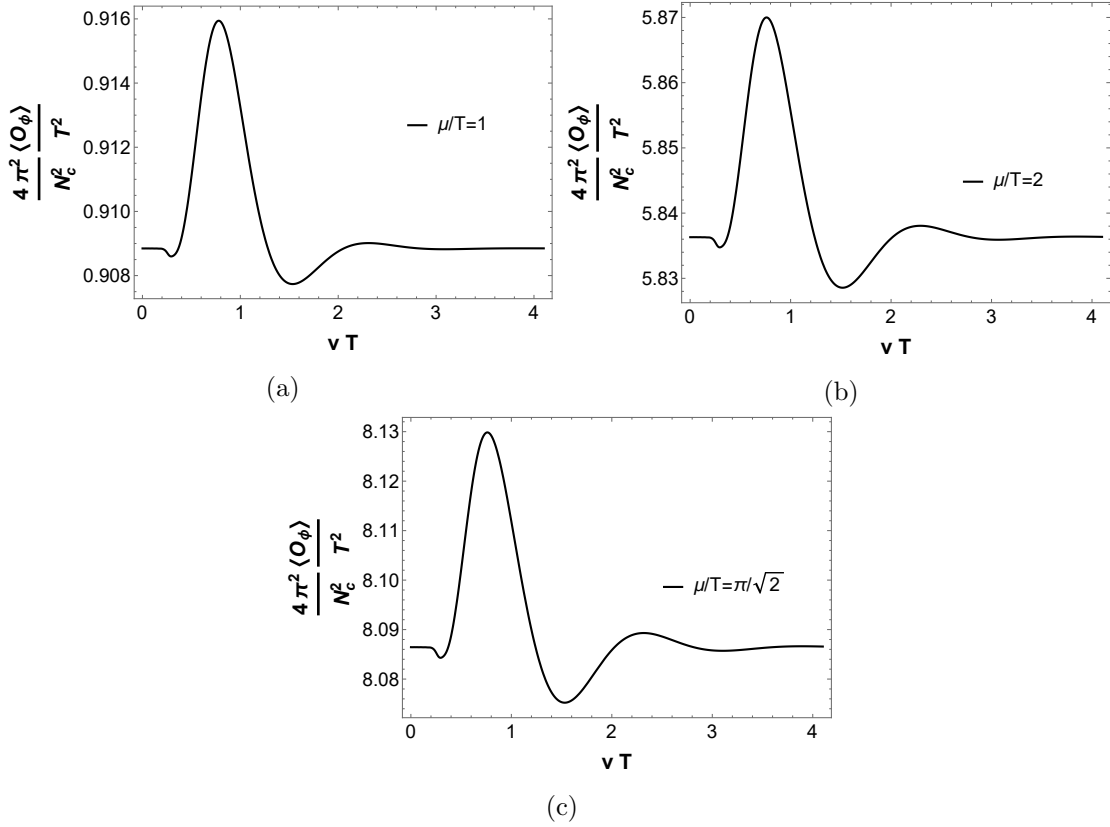 0.916
0.914
0.912
0.910
0.908
4 π² ⟨O_ϕ⟩
N_c² T²
μ/T=1
0 1 2 3 4
v T
(a)
5.87
5.86
5.85
5.84
5.83
4 π² ⟨O_ϕ⟩
N_c² T²
μ/T=2
0 1 2 3 4
v T
(b)
8.13
8.12
8.11
8.10
8.09
8.08
4 π² ⟨O_ϕ⟩
N_c² T²
μ/T=π/√2
0 1 2 3 4
v T
(c)